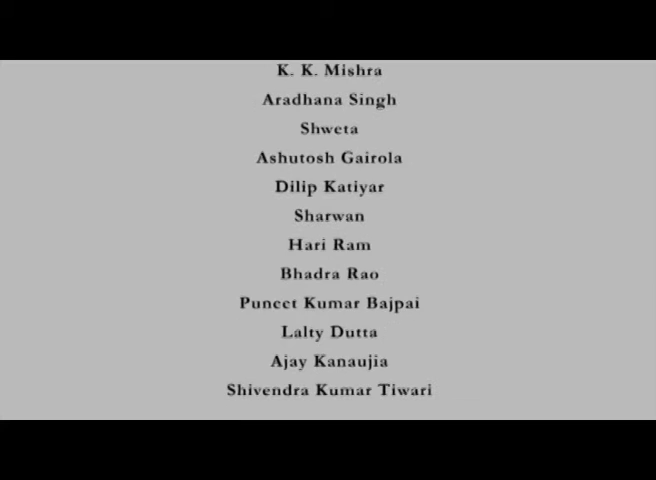 K. K. Mishra
Aradhana Singh
Shweta
Ashutosh Gairola
Dilip Katiyar
Sharwan
Hari Ram
Bhadra Rao
Puneet Kumar Bajpai
Lalty Dutta
Ajay Kanaujia
Shivendra Kumar Tiwari